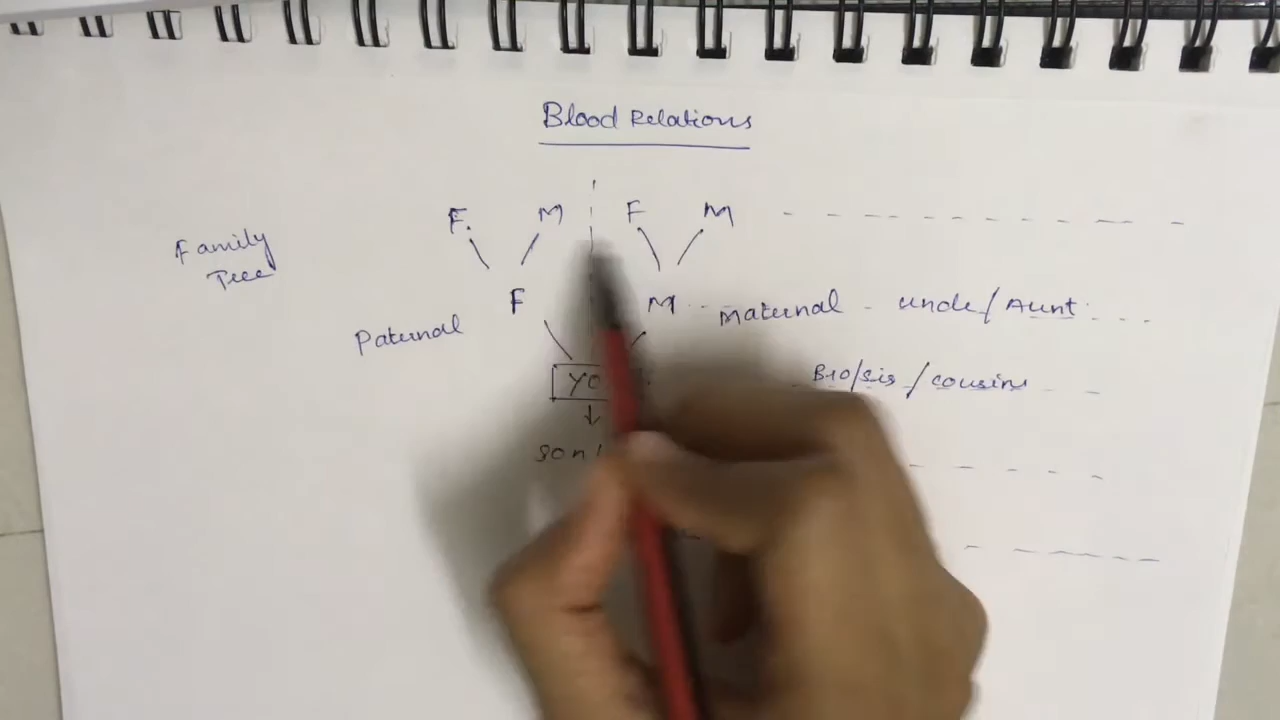 Blood Relations
F. M F M
Family
Tree
F M Maternal uncle/Aunt
Paternal
Bro/sis/cousins
son